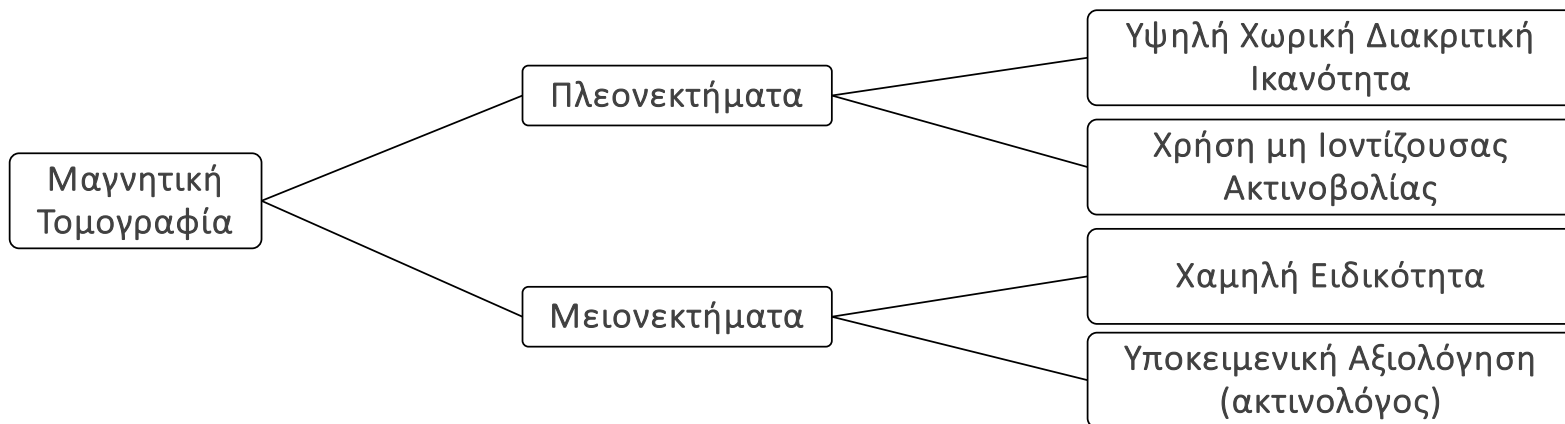 Μαγνητική
Τομογραφία
Πλεονεκτήματα
Υψηλή Χωρική Διακριτική
Ικανότητα
Χρήση μη Ιοντίζουσας
Ακτινοβολίας
Μειονεκτήματα
Χαμηλή Ειδικότητα
Υποκειμενική Αξιολόγηση
(ακτινολόγος)